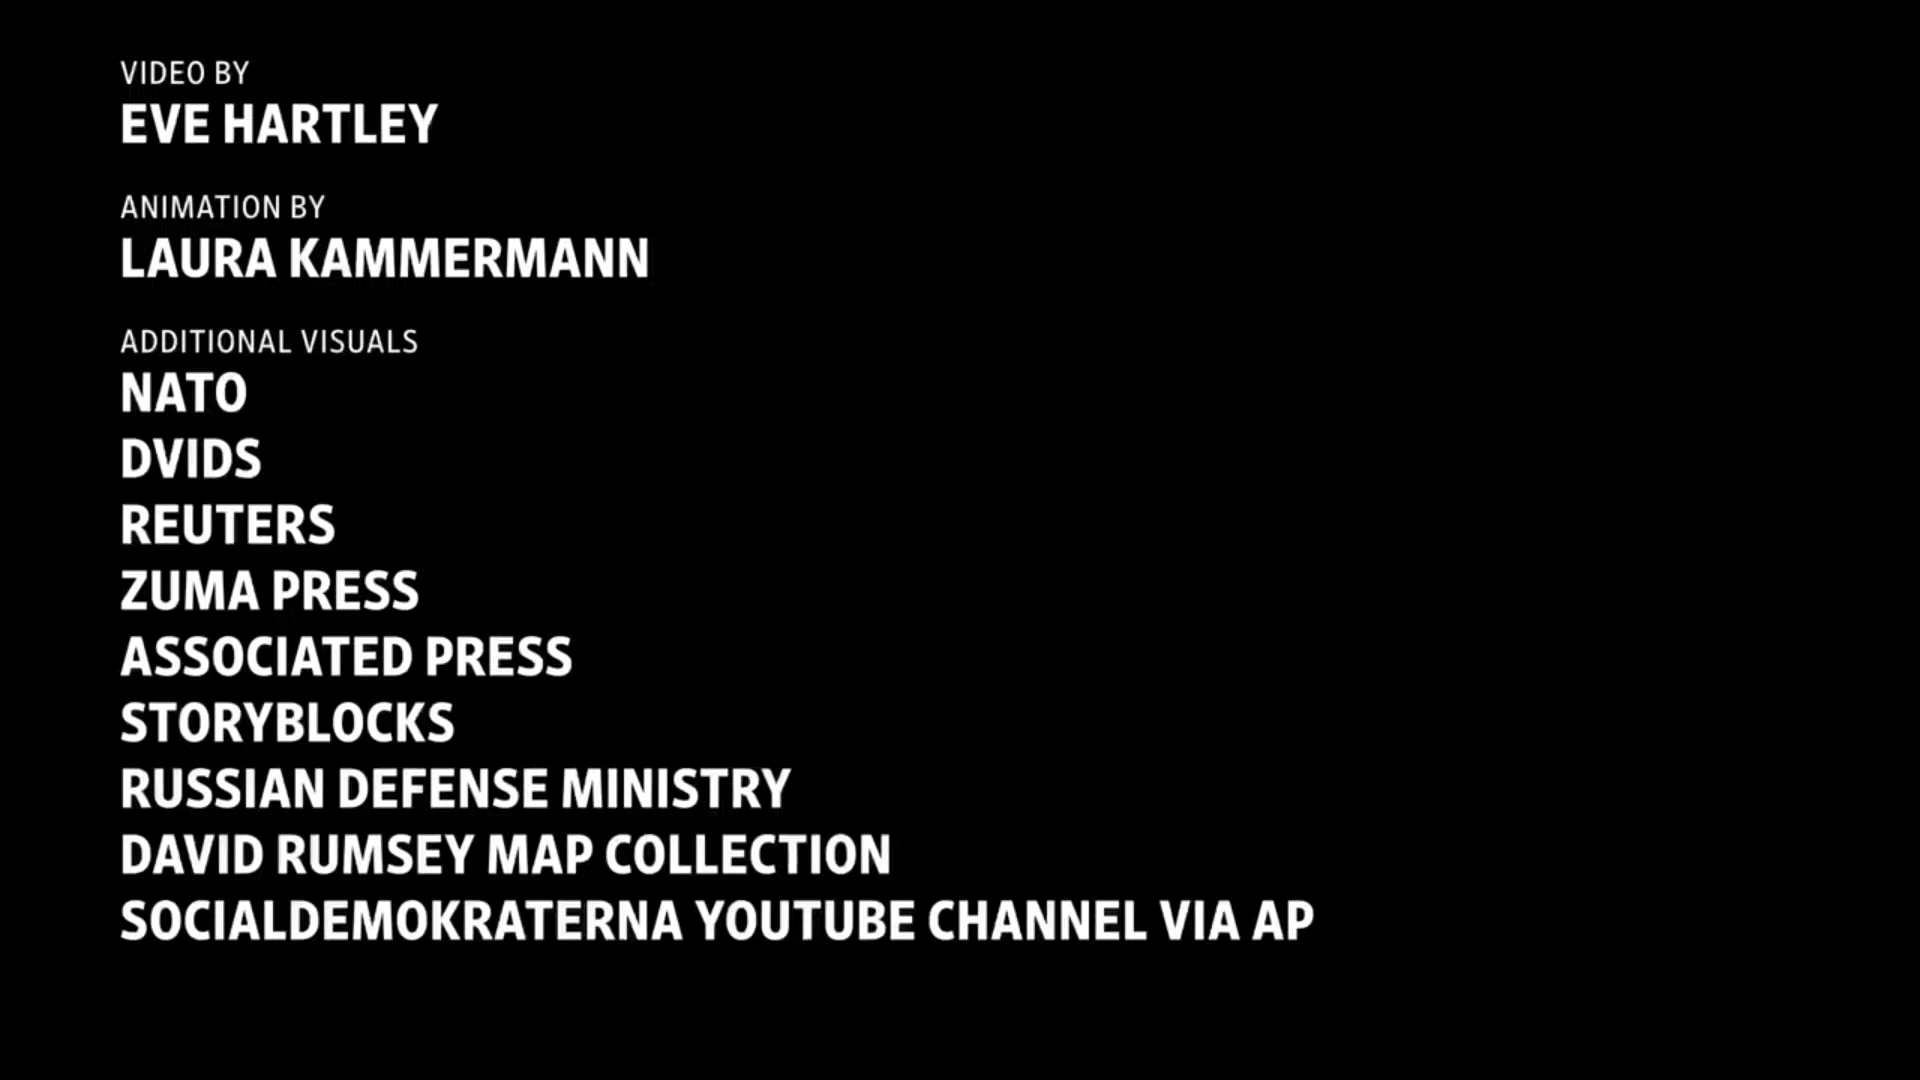 VIDEO BY
EVE HARTLEY
ANIMATION BY
LAURA KAMMERMANN
ADDITIONAL VISUALS
NATO
DVIDS
REUTERS
ZUMA PRESS
ASSOCIATED PRESS
STORYBLOCKS
RUSSIAN DEFENSE MINISTRY
DAVID RUMSEY MAP COLLECTION
SOCIALDEMOKRATERNA YOUTUBE CHANNEL VIA AP